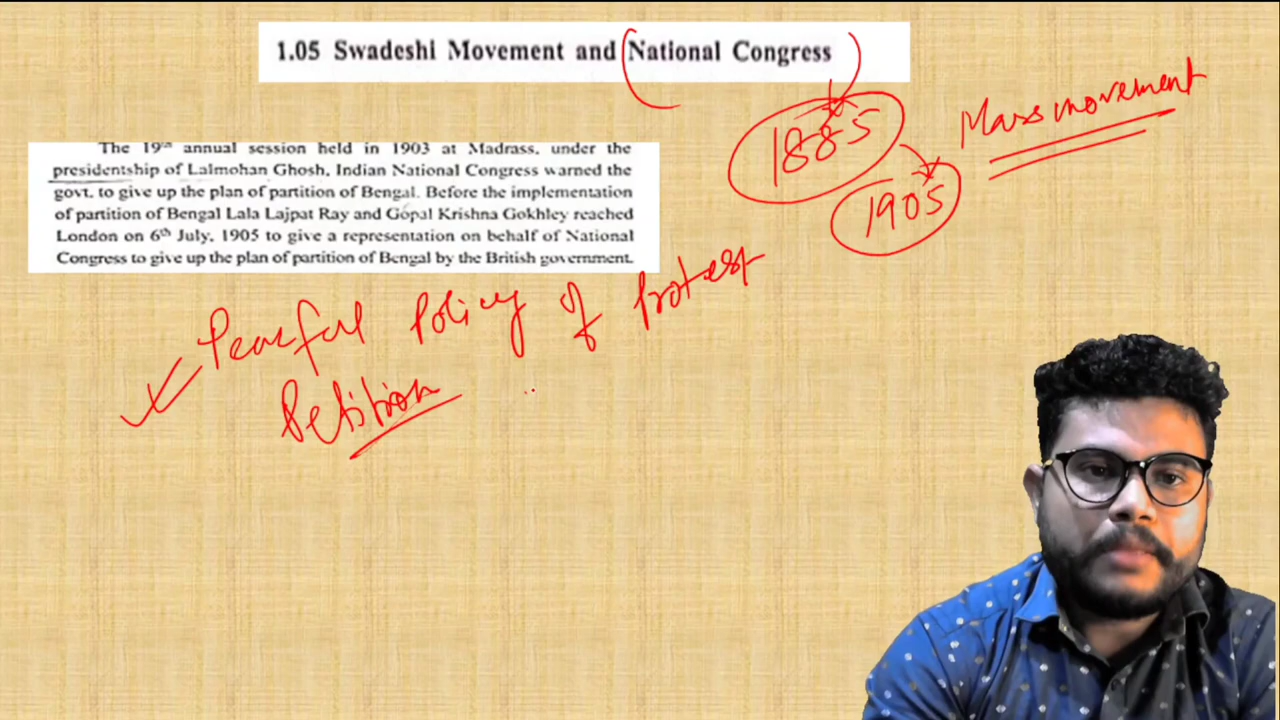 1.05 Swadeshi Movement and (National Congress)
1885
Mass movement
1905
The 19th annual session held in 1903 at Madrass, under the
presidentship of Lalmohan Ghosh, Indian National Congress warned the
govt. to give up the plan of partition of Bengal. Before the implementation
of partition of Bengal Lala Lajpat Ray and Gopal Krishna Gokhley reached
London on 6th July, 1905 to give a representation on behalf of National
Congress to give up the plan of partition of Bengal by the British government.
Peaceful Policy of Protest
Petition